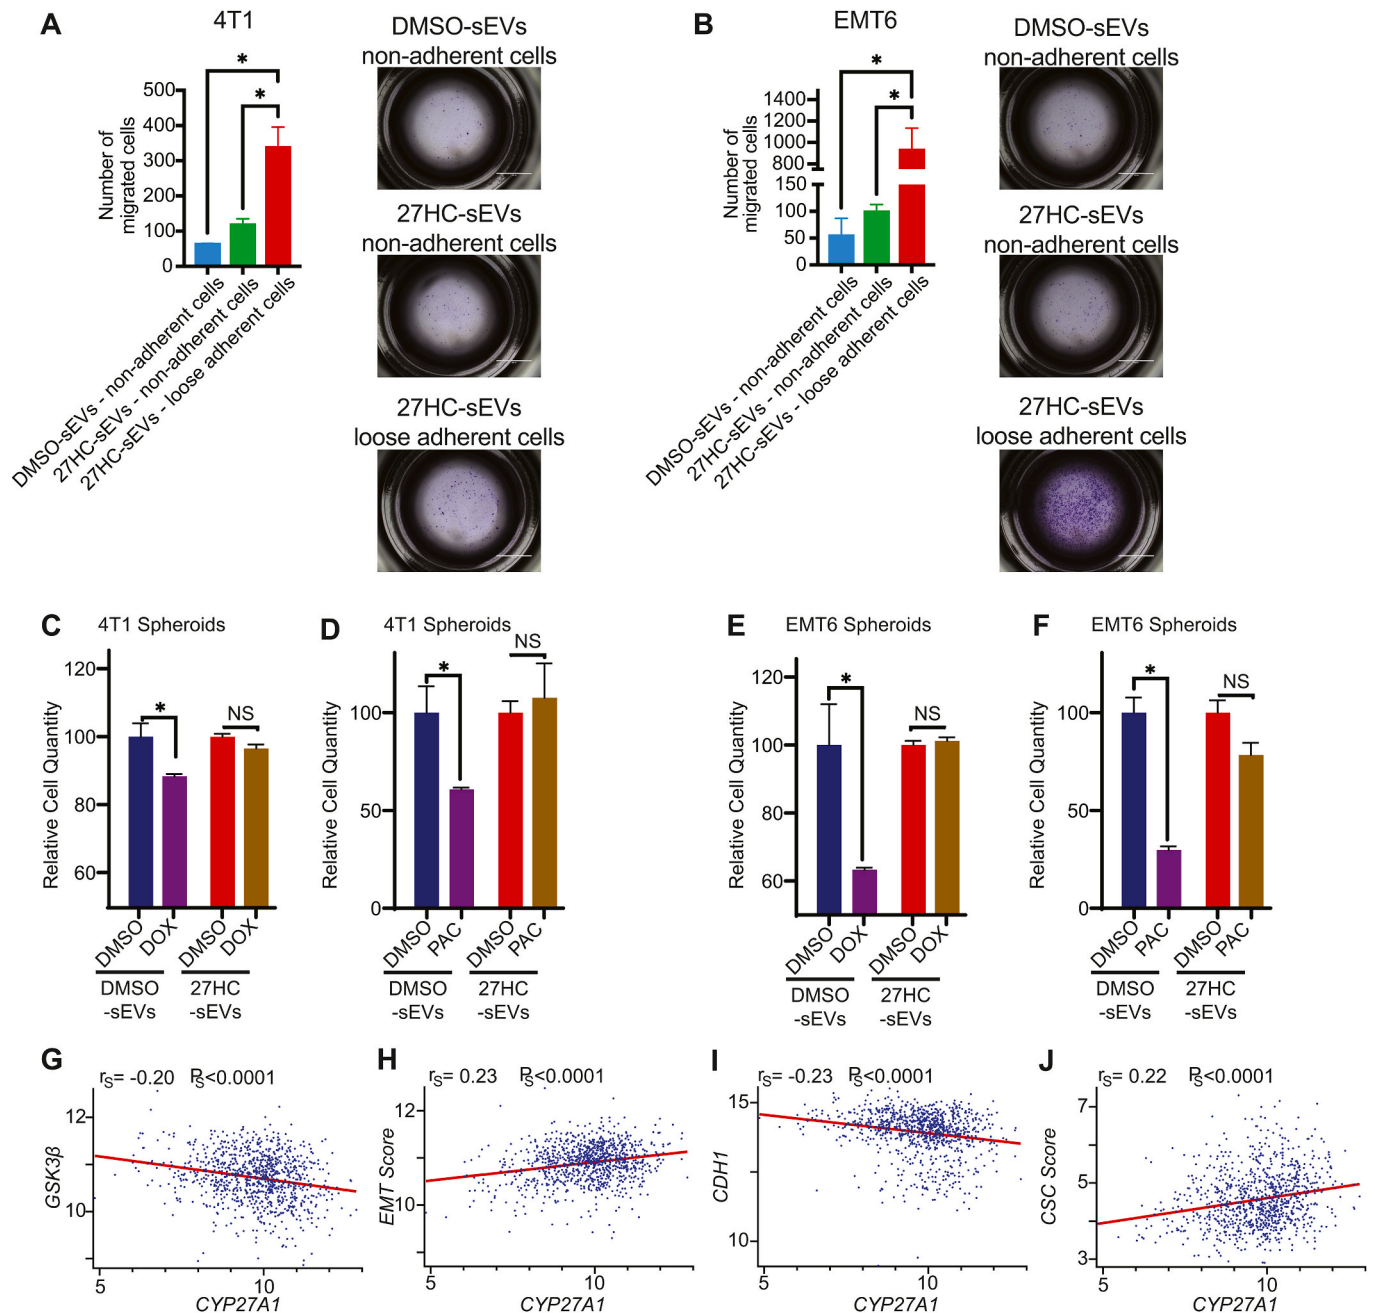 A
4T1
*
*
500
400
300
200
100
0
Number of
migrated cells
DMSO-sEVs - non-adherent cells
27HC-sEVs - non-adherent cells
27HC-sEVs - loose adherent cells
DMSO-sEVs
non-adherent cells
27HC-sEVs
non-adherent cells
27HC-sEVs
loose adherent cells
B
EMT6
*
*
1400
1200
1000
800
150
100
50
0
Number of
migrated cells
DMSO-sEVs - non-adherent cells
27HC-sEVs - non-adherent cells
27HC-sEVs - loose adherent cells
DMSO-sEVs
non-adherent cells
27HC-sEVs
non-adherent cells
27HC-sEVs
loose adherent cells
C
4T1 Spheroids
120
100
80
60
Relative Cell Quantity
*
NS
DMSO
DOX
DMSO
DOX
DMSO
-sEVs
27HC
-sEVs
D
4T1 Spheroids
100
50
0
Relative Cell Quantity
*
NS
DMSO
PAC
DMSO
PAC
DMSO
-sEVs
27HC
-sEVs
E
EMT6 Spheroids
120
100
80
60
Relative Cell Quantity
*
NS
DMSO
DOX
DMSO
DOX
DMSO
-sEVs
27HC
-sEVs
F
EMT6 Spheroids
100
50
0
Relative Cell Quantity
*
NS
DMSO
PAC
DMSO
PAC
DMSO
-sEVs
27HC
-sEVs
G
rS= -0.20 PS<0.0001
12
10
GSK3β
5
10
CYP27A1
H
rS= 0.23 PS<0.0001
12
10
EMT Score
5
10
CYP27A1
I
rS= -0.23 PS<0.0001
15
10
CDH1
5
10
CYP27A1
J
rS= 0.22 PS<0.0001
7
5
3
CSC Score
5
10
CYP27A1